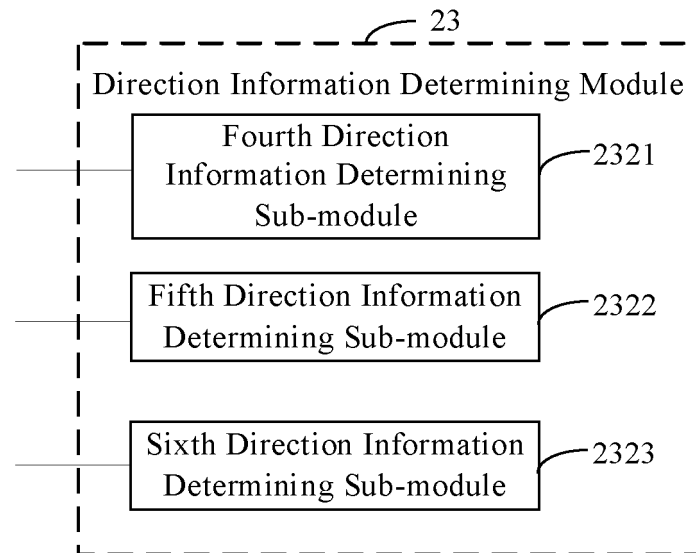 23
Direction Information Determining Module
Fourth Direction
Information Determining
Sub-module
2321
Fifth Direction Information
Determining Sub-module
2322
Sixth Direction Information
Determining Sub-module
2323